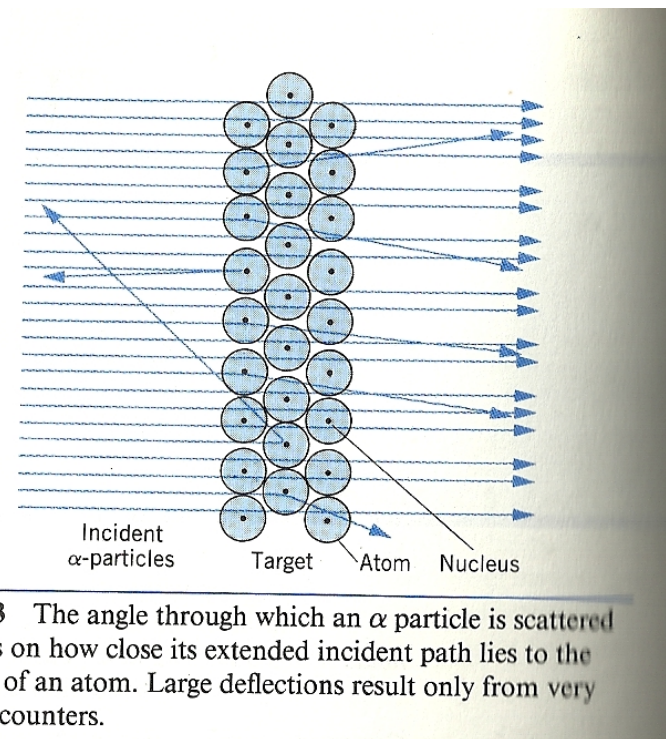 Incident
α-particles
Target
Atom
Nucleus
3 The angle through which an α particle is scattered
s on how close its extended incident path lies to the
of an atom. Large deflections result only from very
counters.